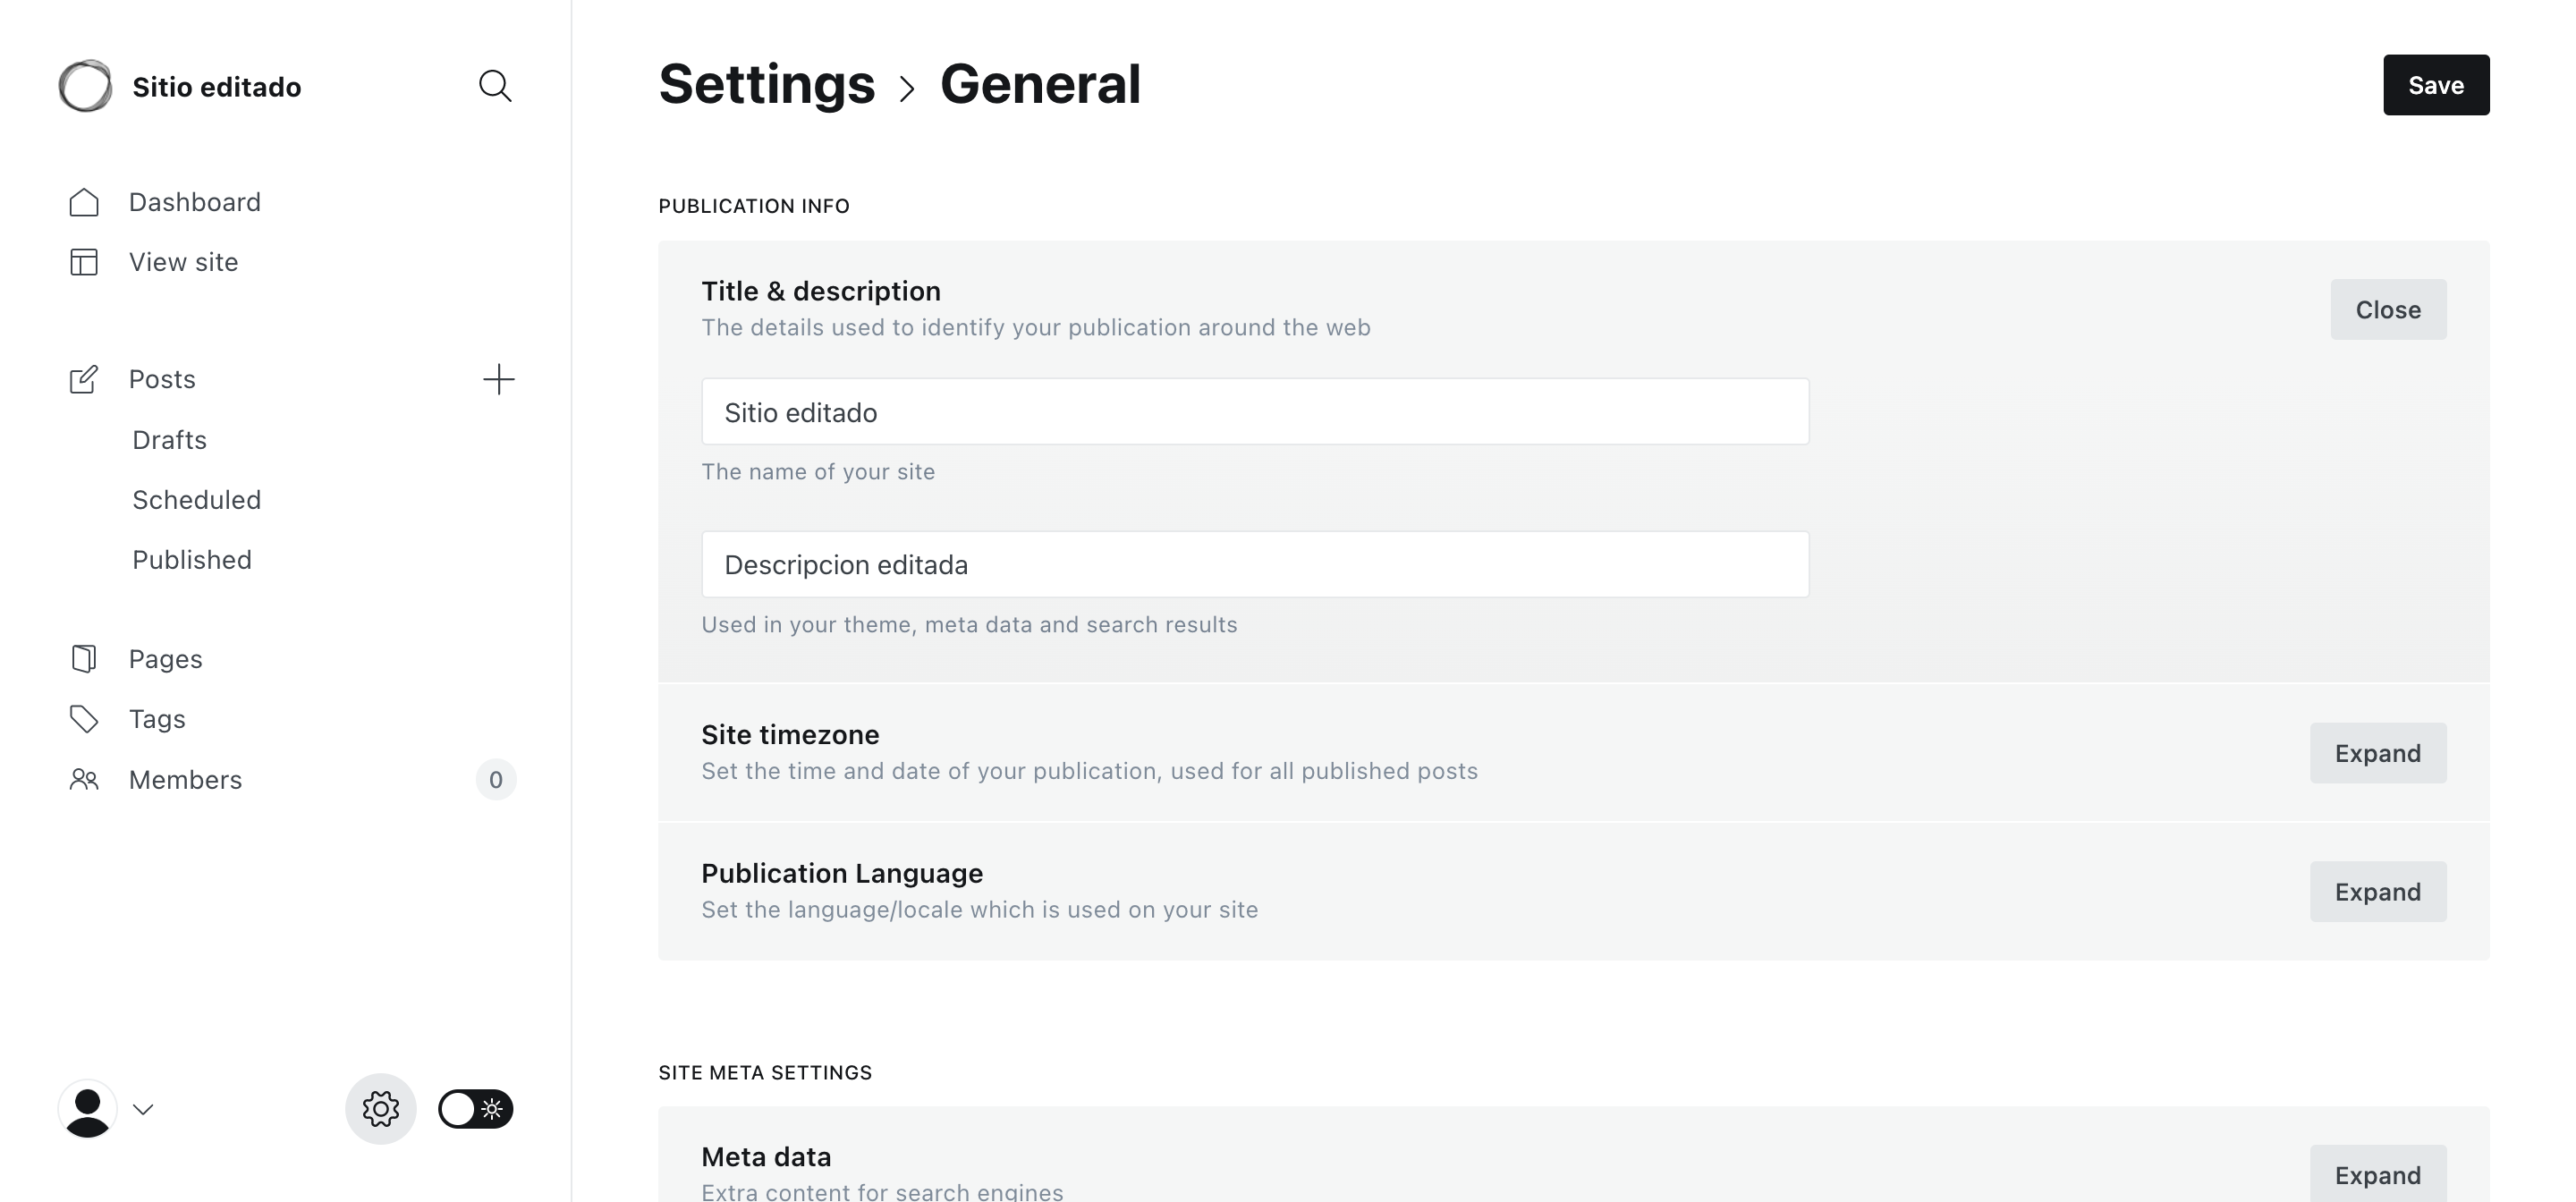 Sitio editado
Dashboard
View site
Posts
Drafts
Scheduled
Published
Pages
Tags
Members 0
Settings > General
Save
PUBLICATION INFO
Title & description
The details used to identify your publication around the web
Close
Sitio editado
The name of your site
Descripcion editada
Used in your theme, meta data and search results
Site timezone
Set the time and date of your publication, used for all published posts
Expand
Publication Language
Set the language/locale which is used on your site
Expand
SITE META SETTINGS
Meta data
Extra content for search engines
Expand